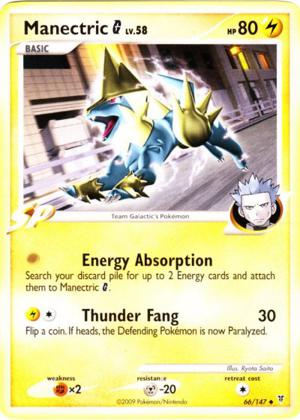 Manectric G LV.58 HP 80
BASIC
Team Galactic's Pokémon
SP
Energy Absorption
Search your discard pile for up to 2 Energy cards and attach
them to Manectric G.
Thunder Fang 30
Flip a coin. If heads, the Defending Pokémon is now Paralyzed.
Illus. Ryota Saito
weakness resistance retreat cost
×2 -20
©2009 Pokémon/Nintendo 66/147